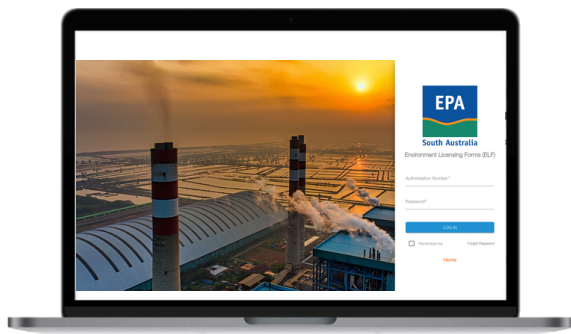 EPA
South Australia
Environment Licensing Forms (ELF)
Authorisation Number*
Password*
LOG IN
Remember me
Forgot Password
Home